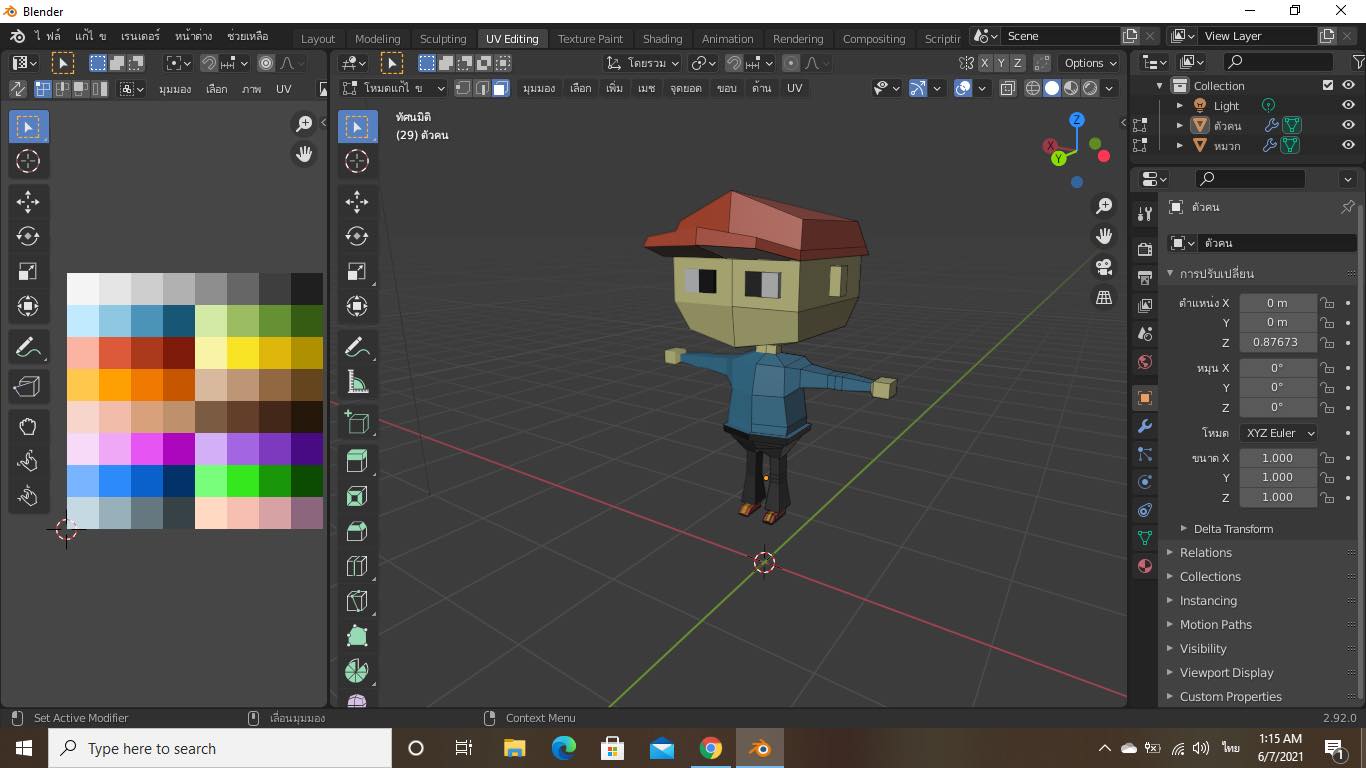 Blender
ไฟล์ แก้ไข เรนเดอร์ หน้าต่าง ช่วยเหลือ Layout Modeling Sculpting UV Editing Texture Paint Shading Animation Rendering Compositing Scriptin Scene View Layer
โดยรวม X Y Z Options
มุมมอง เลือก ภาพ UV โหมดแก้ไข มุมมอง เลือก เพิ่ม เมช จุดยอด ขอบ ด้าน UV
Collection
Light
ตัวคน
หมวก
ทัศนมิติ
(29) ตัวคน
Z
X
Y
ตัวคน
ตัวคน
การปรับเปลี่ยน
ตำแหน่ง X 0 m
Y 0 m
Z 0.87673
หมุน X 0°
Y 0°
Z 0°
โหมด XYZ Euler
ขนาด X 1.000
Y 1.000
Z 1.000
Delta Transform
Relations
Collections
Instancing
Motion Paths
Visibility
Viewport Display
Custom Properties
Set Active Modifier เลื่อนมุมมอง Context Menu 2.92.0
Type here to search
ไทย
1:15 AM
6/7/2021
1